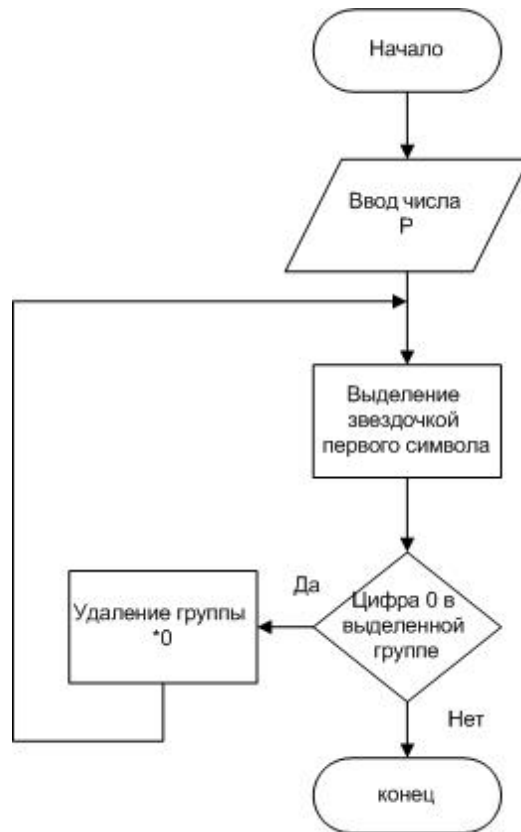 Начало
Ввод числа
P
Выделение
звездочкой
первого символа
Да
Цифра 0 в
выделенной
группе
Удаление группы
*0
Нет
конец